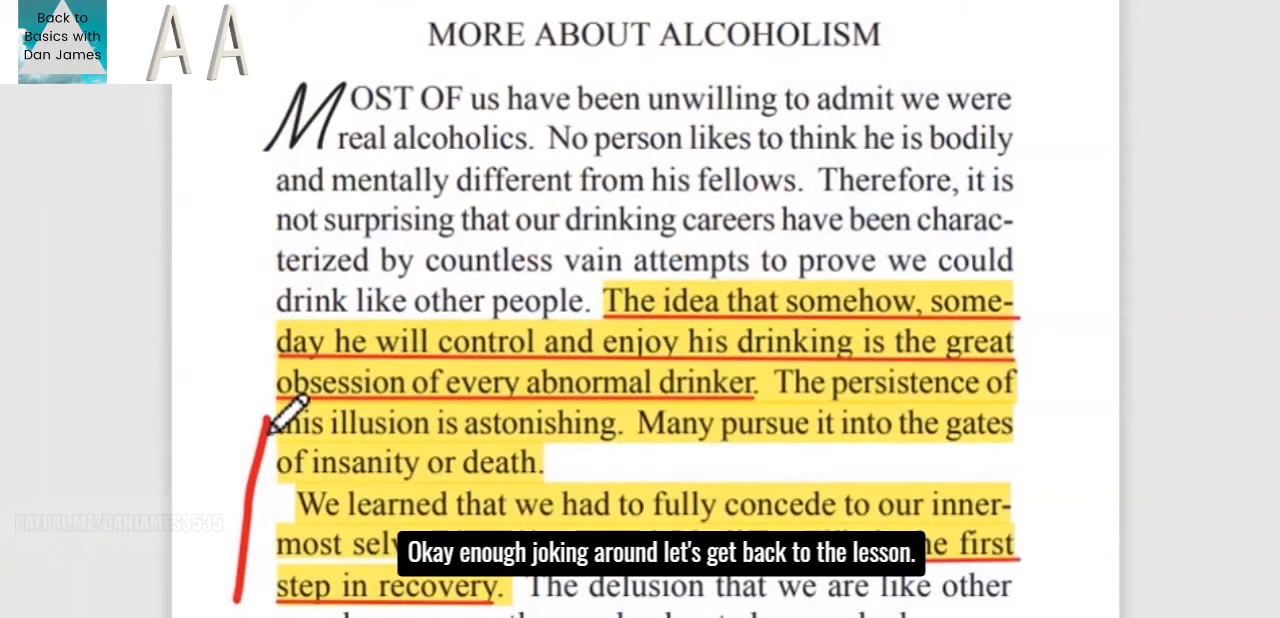 Back to
Basics with
Dan James
A A
MORE ABOUT ALCOHOLISM
MOST OF us have been unwilling to admit we were
real alcoholics. No person likes to think he is bodily
and mentally different from his fellows. Therefore, it is
not surprising that our drinking careers have been charac-
terized by countless vain attempts to prove we could
drink like other people. The idea that somehow, some-
day he will control and enjoy his drinking is the great
obsession of every abnormal drinker. The persistence of
this illusion is astonishing. Many pursue it into the gates
of insanity or death.
We learned that we had to fully concede to our inner-
most first
Okay enough joking around let's get back to the lesson.
step in recovery. The delusion that we are like other